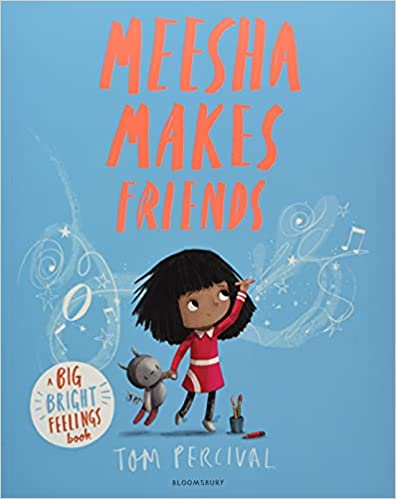 MEESHA
MAKES
FRIENDS
A BIG
BRIGHT
FEELINGS
book
TOM PERCIVAL
BLOOMSBURY